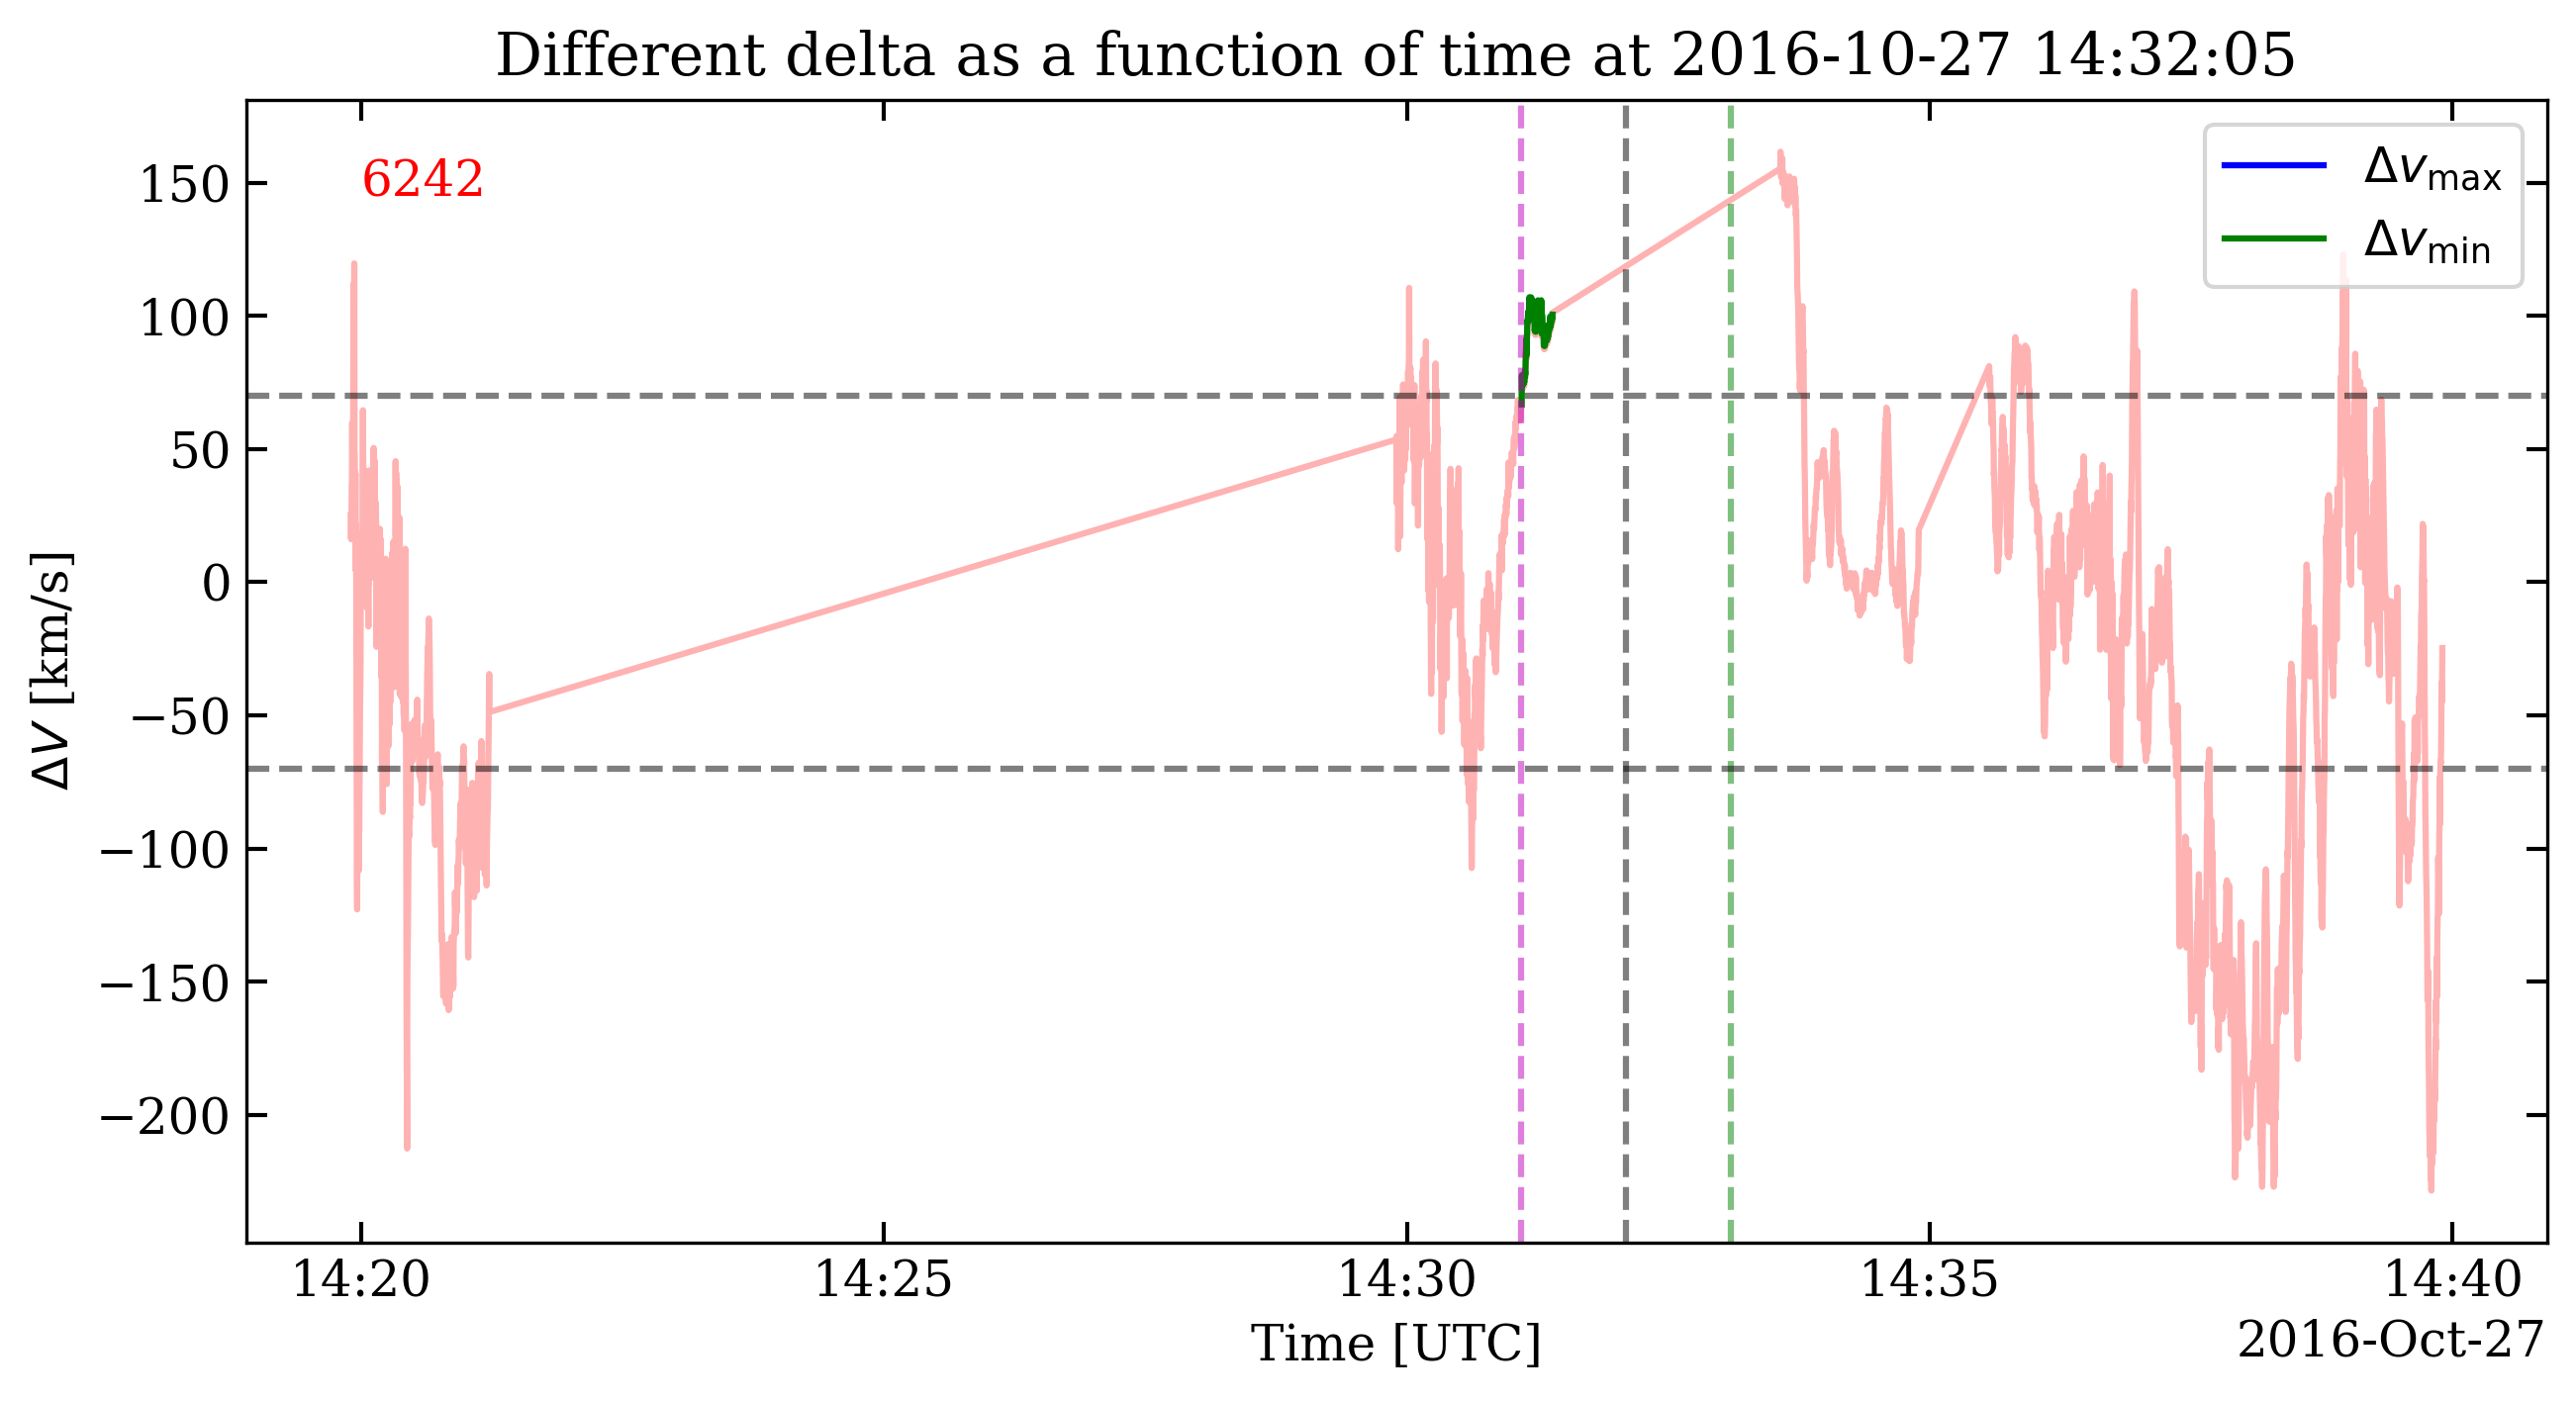 Different delta as a function of time at 2016-10-27 14:32:05
6242
Δv_max
Δv_min
150
100
50
0
−50
−100
−150
−200
ΔV [km/s]
14:20 14:25 14:30 14:35 14:40
Time [UTC]
2016-Oct-27